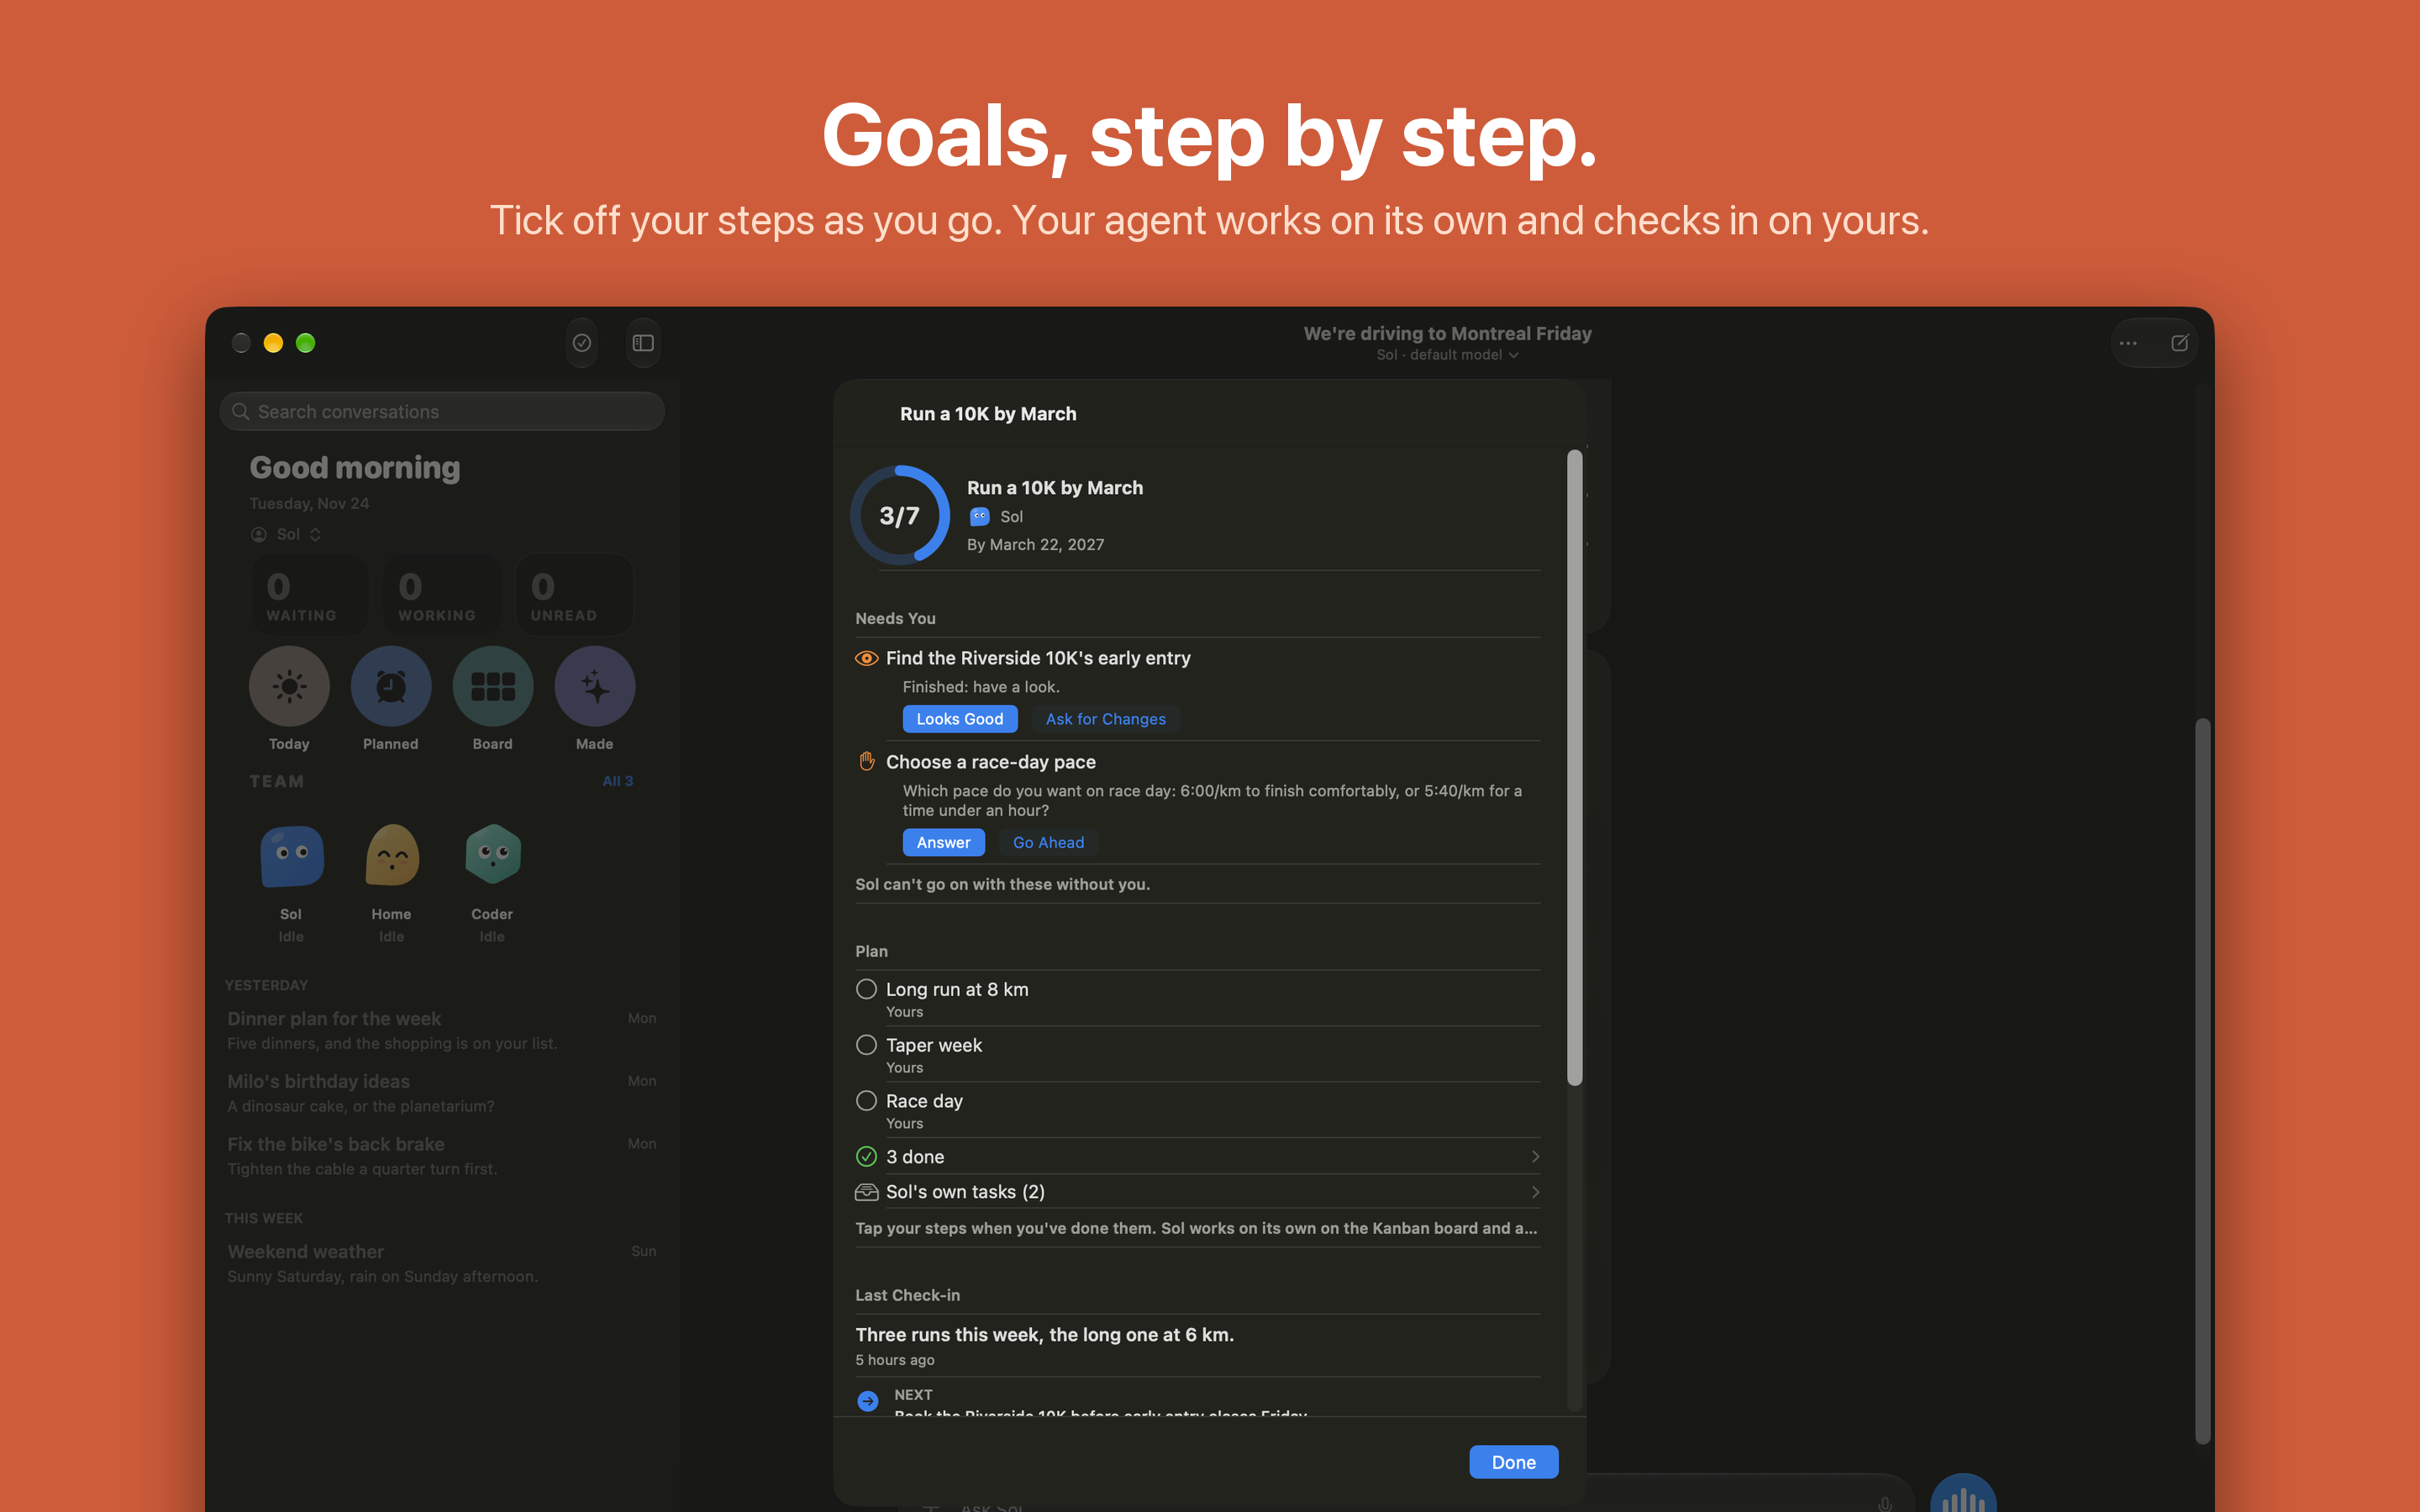 Goals, step by step.
Tick off your steps as you go. Your agent works on its own and checks in on yours.
We're driving to Montreal Friday
Sol · default model
Search conversations
Good morning
Tuesday, Nov 24
Sol
0 WAITING
0 WORKING
0 UNREAD
Today
Planned
Board
Made
TEAM
All 3
Sol
Idle
Home
Idle
Coder
Idle
YESTERDAY
Dinner plan for the week
Mon
Five dinners, and the shopping is on your list.
Milo's birthday ideas
Mon
A dinosaur cake, or the planetarium?
Fix the bike's back brake
Mon
Tighten the cable a quarter turn first.
THIS WEEK
Weekend weather
Sun
Sunny Saturday, rain on Sunday afternoon.
Run a 10K by March
3/7
Run a 10K by March
Sol
By March 22, 2027
Needs You
Find the Riverside 10K's early entry
Finished: have a look.
Looks Good
Ask for Changes
Choose a race-day pace
Which pace do you want on race day: 6:00/km to finish comfortably, or 5:40/km for a
time under an hour?
Answer
Go Ahead
Sol can't go on with these without you.
Plan
Long run at 8 km
Yours
Taper week
Yours
Race day
Yours
3 done
Sol's own tasks (2)
Tap your steps when you've done them. Sol works on its own on the Kanban board and a...
Last Check-in
Three runs this week, the long one at 6 km.
5 hours ago
NEXT
Book the Riverside 10K before early entry closes Friday
Done
Ask Sol